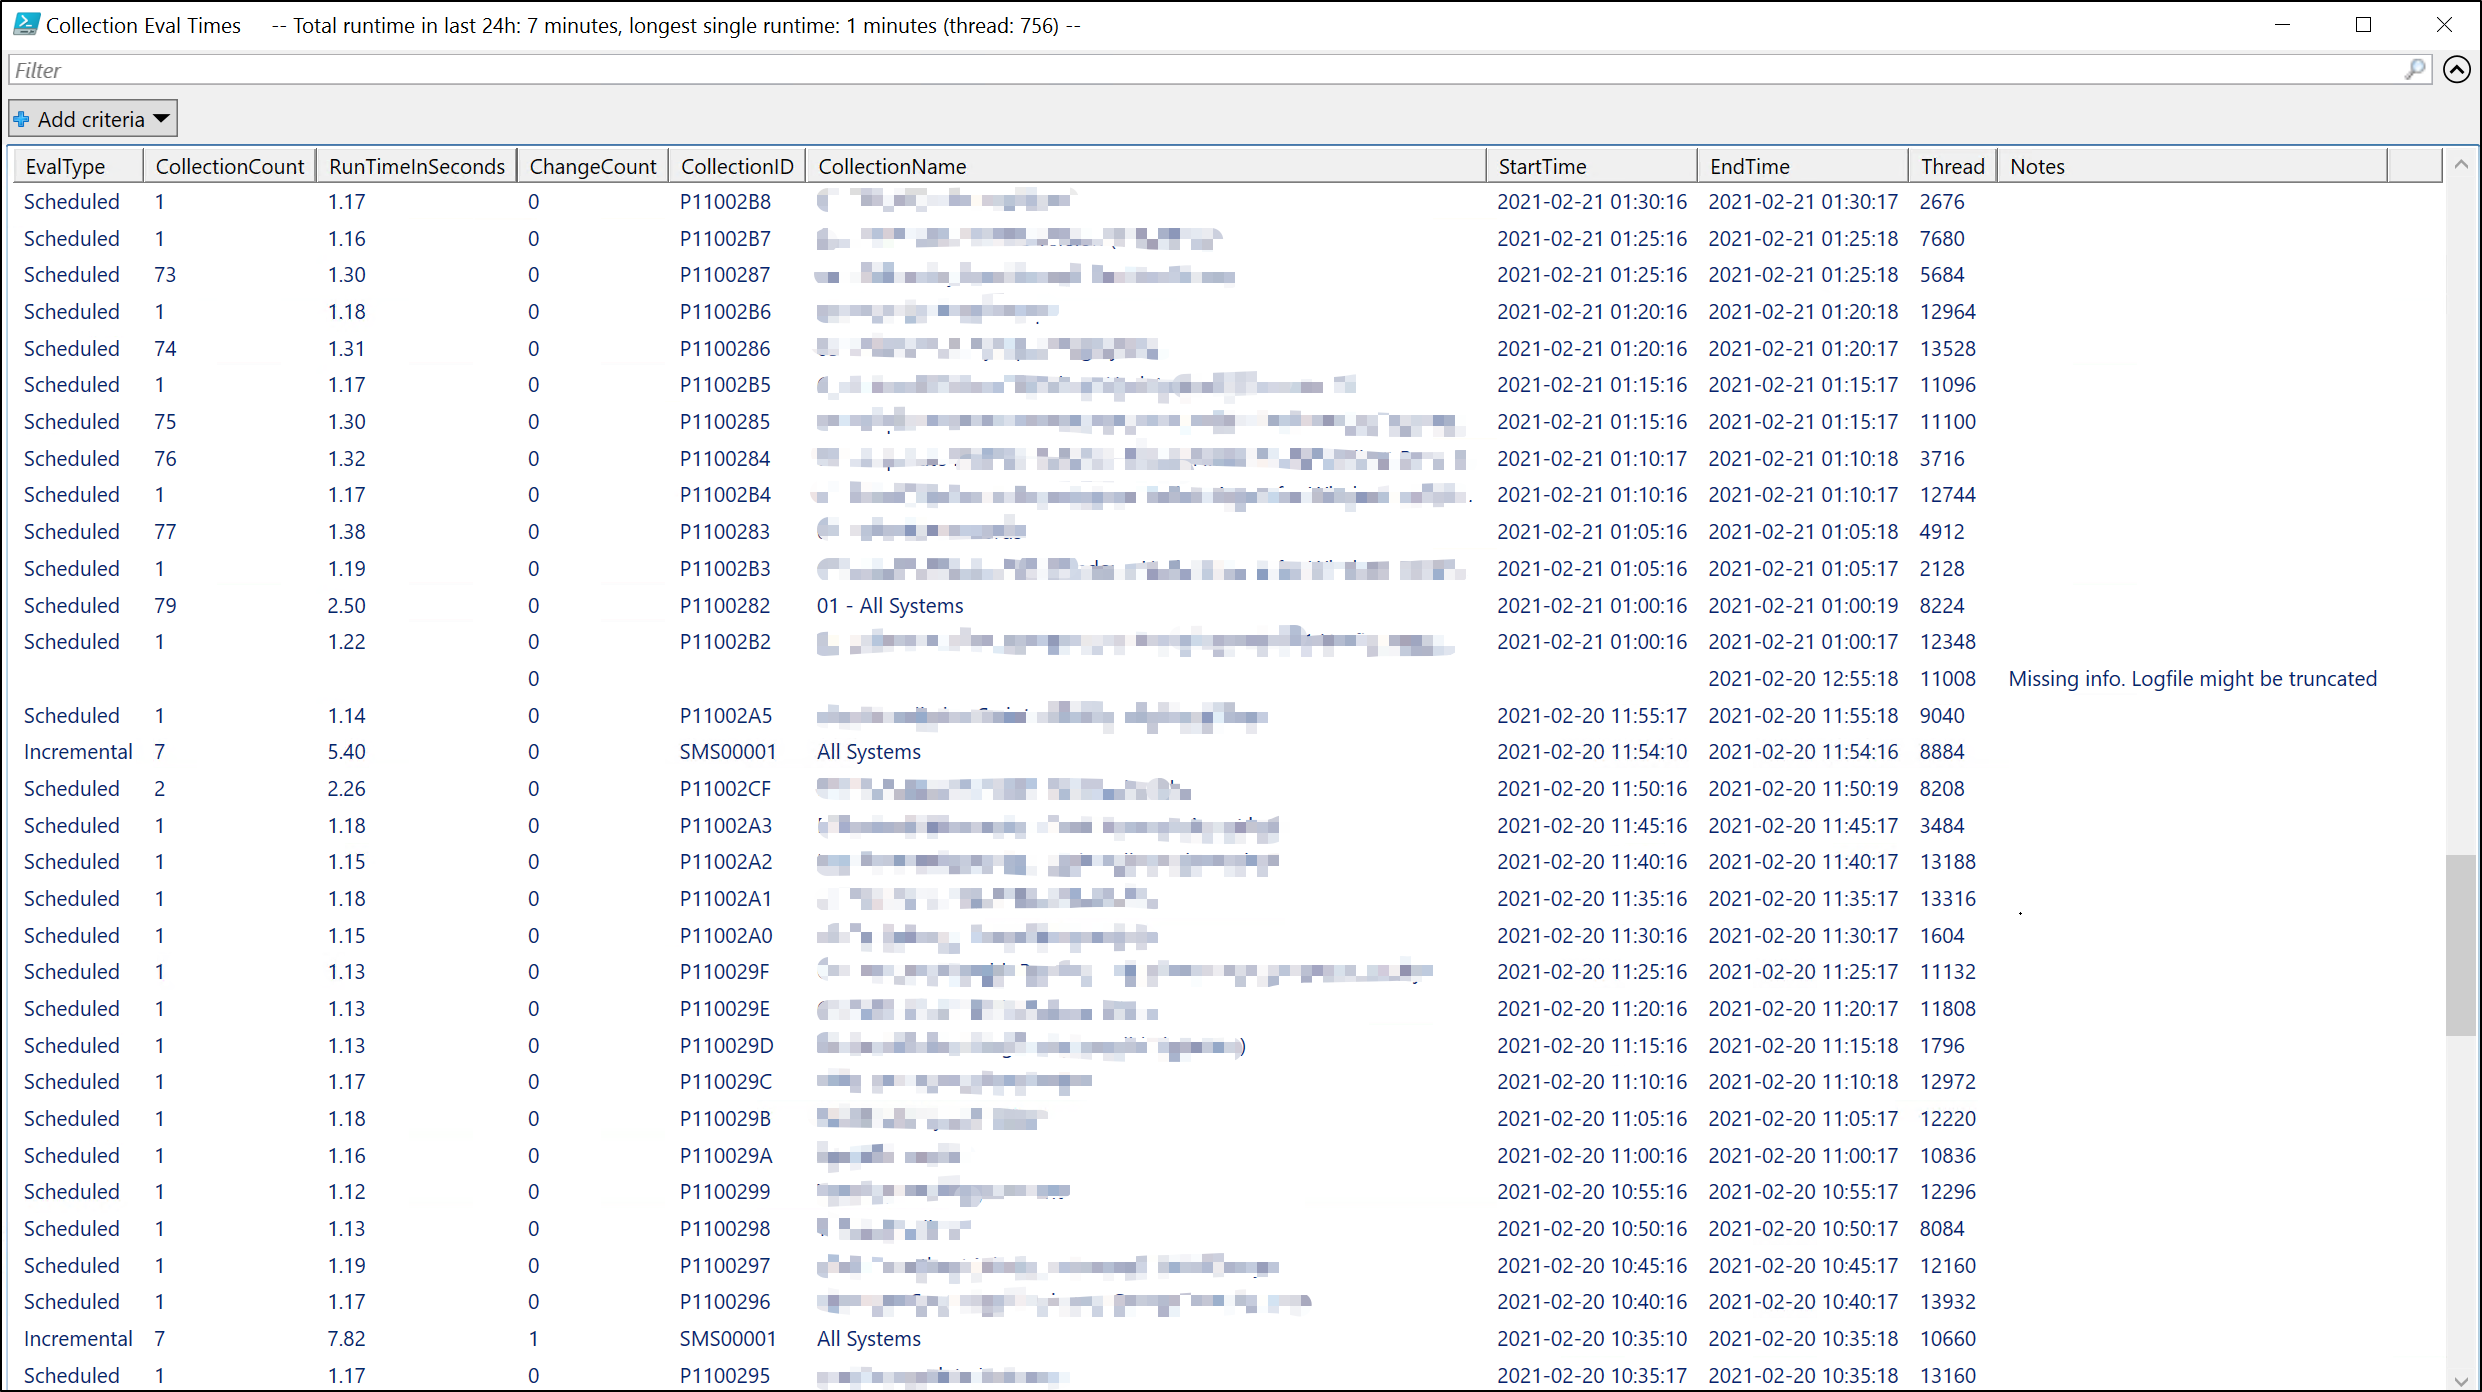 Collection Eval Times -- Total runtime in last 24h: 7 minutes, longest single runtime: 1 minutes (thread: 756) --
Filter
Add criteria
EvalType CollectionCount RunTimeInSeconds ChangeCount CollectionID CollectionName StartTime EndTime Thread Notes
Scheduled 1 1.17 0 P11002B8 2021-02-21 01:30:16 2021-02-21 01:30:17 2676
Scheduled 1 1.16 0 P11002B7 2021-02-21 01:25:16 2021-02-21 01:25:18 7680
Scheduled 73 1.30 0 P1100287 2021-02-21 01:25:16 2021-02-21 01:25:18 5684
Scheduled 1 1.18 0 P11002B6 2021-02-21 01:20:16 2021-02-21 01:20:18 12964
Scheduled 74 1.31 0 P1100286 2021-02-21 01:20:16 2021-02-21 01:20:17 13528
Scheduled 1 1.17 0 P11002B5 2021-02-21 01:15:16 2021-02-21 01:15:17 11096
Scheduled 75 1.30 0 P1100285 2021-02-21 01:15:16 2021-02-21 01:15:17 11100
Scheduled 76 1.32 0 P1100284 2021-02-21 01:10:17 2021-02-21 01:10:18 3716
Scheduled 1 1.17 0 P11002B4 2021-02-21 01:10:16 2021-02-21 01:10:17 12744
Scheduled 77 1.38 0 P1100283 2021-02-21 01:05:16 2021-02-21 01:05:18 4912
Scheduled 1 1.19 0 P11002B3 2021-02-21 01:05:16 2021-02-21 01:05:17 2128
Scheduled 79 2.50 0 P1100282 01 - All Systems 2021-02-21 01:00:16 2021-02-21 01:00:19 8224
Scheduled 1 1.22 0 P11002B2 2021-02-21 01:00:16 2021-02-21 01:00:17 12348
0 2021-02-20 12:55:18 11008 Missing info. Logfile might be truncated
Scheduled 1 1.14 0 P11002A5 2021-02-20 11:55:17 2021-02-20 11:55:18 9040
Incremental 7 5.40 0 SMS00001 All Systems 2021-02-20 11:54:10 2021-02-20 11:54:16 8884
Scheduled 2 2.26 0 P11002CF 2021-02-20 11:50:16 2021-02-20 11:50:19 8208
Scheduled 1 1.18 0 P11002A3 2021-02-20 11:45:16 2021-02-20 11:45:17 3484
Scheduled 1 1.15 0 P11002A2 2021-02-20 11:40:16 2021-02-20 11:40:17 13188
Scheduled 1 1.18 0 P11002A1 2021-02-20 11:35:16 2021-02-20 11:35:17 13316
Scheduled 1 1.15 0 P11002A0 2021-02-20 11:30:16 2021-02-20 11:30:17 1604
Scheduled 1 1.13 0 P110029F 2021-02-20 11:25:16 2021-02-20 11:25:17 11132
Scheduled 1 1.13 0 P110029E 2021-02-20 11:20:16 2021-02-20 11:20:17 11808
Scheduled 1 1.13 0 P110029D 2021-02-20 11:15:16 2021-02-20 11:15:18 1796
Scheduled 1 1.17 0 P110029C 2021-02-20 11:10:16 2021-02-20 11:10:18 12972
Scheduled 1 1.18 0 P110029B 2021-02-20 11:05:16 2021-02-20 11:05:17 12220
Scheduled 1 1.16 0 P110029A 2021-02-20 11:00:16 2021-02-20 11:00:17 10836
Scheduled 1 1.12 0 P1100299 2021-02-20 10:55:16 2021-02-20 10:55:17 12296
Scheduled 1 1.13 0 P1100298 2021-02-20 10:50:16 2021-02-20 10:50:17 8084
Scheduled 1 1.19 0 P1100297 2021-02-20 10:45:16 2021-02-20 10:45:17 12160
Scheduled 1 1.17 0 P1100296 2021-02-20 10:40:16 2021-02-20 10:40:17 13932
Incremental 7 7.82 1 SMS00001 All Systems 2021-02-20 10:35:10 2021-02-20 10:35:18 10660
Scheduled 1 1.17 0 P1100295 2021-02-20 10:35:17 2021-02-20 10:35:18 13160